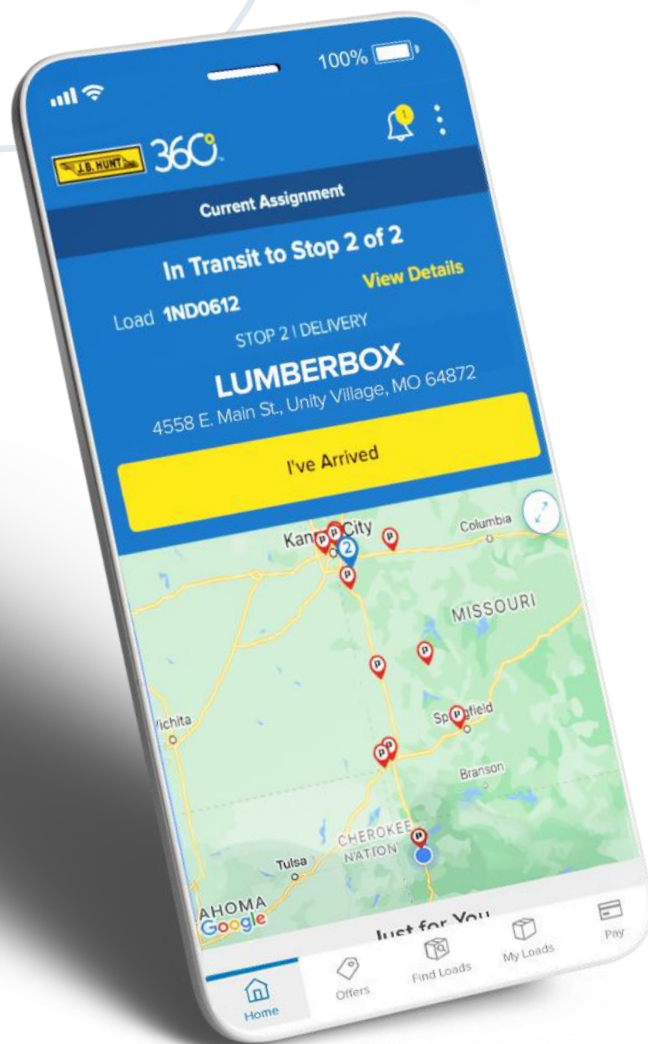 100%
J.B. HUNT 360°
Current Assignment
In Transit to Stop 2 of 2
Load 1ND0612
View Details
STOP 2 | DELIVERY
LUMBERBOX
4558 E. Main St., Unity Village, MO 64872
I've Arrived
Kansas City
Columbia
2
MISSOURI
Wichita
Springfield
Branson
CHEROKEE
NATION
Tulsa
AHOMA
Google
Just for You
Home
Offers
Find Loads
My Loads
Pay